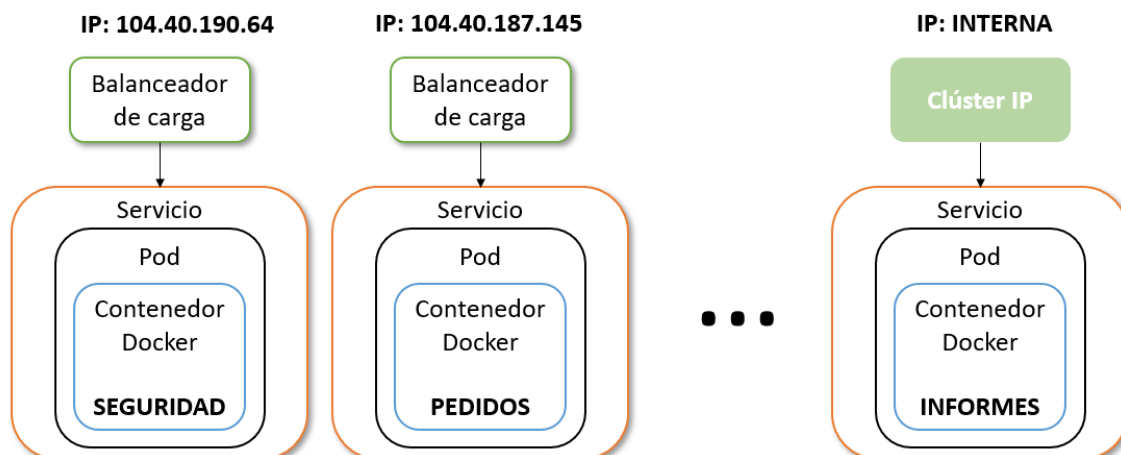 IP: 104.40.190.64
Balanceador
de carga
Servicio
Pod
Contenedor
Docker
SEGURIDAD
IP: 104.40.187.145
Balanceador
de carga
Servicio
Pod
Contenedor
Docker
PEDIDOS
...
IP: INTERNA
Clúster IP
Servicio
Pod
Contenedor
Docker
INFORMES